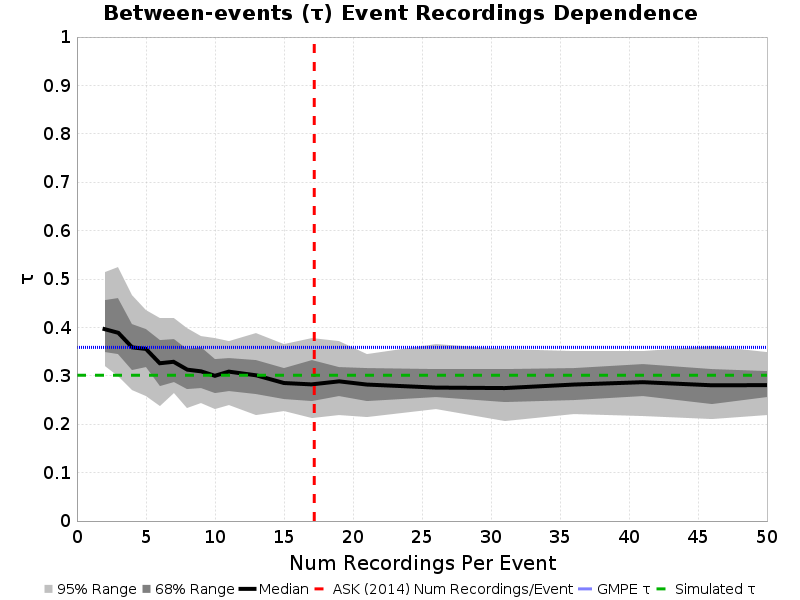 Between-events (τ) Event Recordings Dependence
1
0.9
0.8
0.7
0.6
0.5
0.4
0.3
0.2
0.1
0
τ
0 5 10 15 20 25 30 35 40 45 50
Num Recordings Per Event
95% Range 68% Range Median ASK (2014) Num Recordings/Event GMPE τ Simulated τ